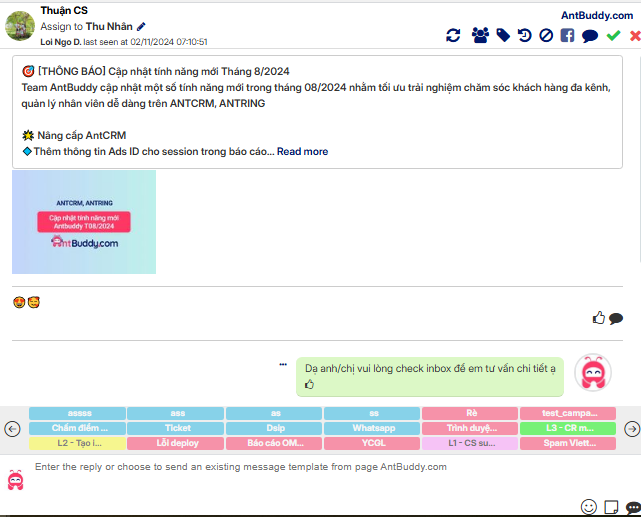 Thuận CS
AntBuddy.com
Assign to Thu Nhân
Loi Ngo D. last seen at 02/11/2024 07:10:51
[THÔNG BÁO] Cập nhật tính năng mới Tháng 8/2024
Team AntBuddy cập nhật một số tính năng mới trong tháng 08/2024 nhằm tối ưu trải nghiệm chăm sóc khách hàng đa kênh,
quản lý nhân viên dễ dàng trên ANTCRM, ANTRING
Nâng cấp AntCRM
Thêm thông tin Ads ID cho session trong báo cáo... Read more
ANTCRM, ANTRING
Cập nhật tính năng mới
Antbuddy T08/2024
AntBuddy.com
Dạ anh/chị vui lòng check inbox để em tư vấn chi tiết ạ
assss ass as ss Rè test_campa...
Chấm điểm ... Ticket Dslp Whatsapp Trình duyệ... L3 - CR m...
L2 - Tạo i... Lỗi deploy Báo cáo OM... YCGL L1 - CS su... Spam Viett...
Enter the reply or choose to send an existing message template from page AntBuddy.com